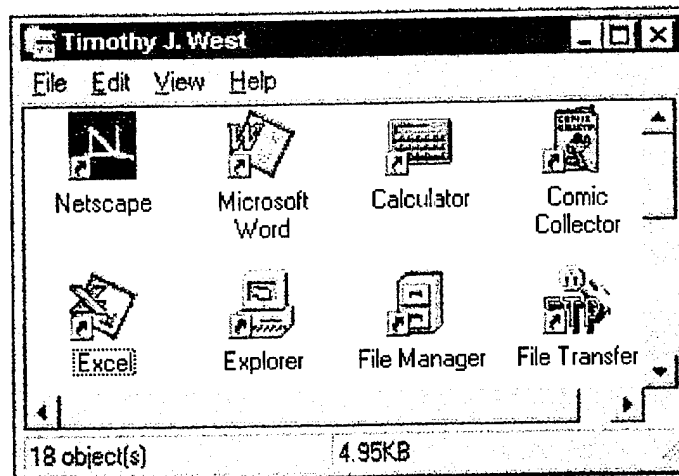 Timothy J. West
File Edit View Help
Netscape Microsoft Word Calculator Comic Collector
Excel Explorer File Manager File Transfer
18 object(s) 4.95KB